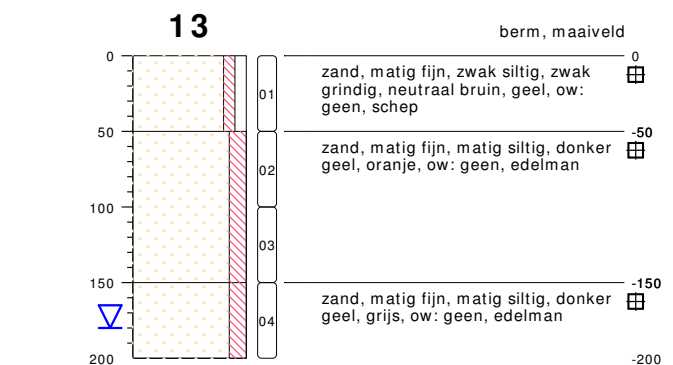 13
berm, maaiveld
0
0
zand, matig fijn, zwak siltig, zwak
grindig, neutraal bruin, geel, ow:
geen, schep
01
50
-50
zand, matig fijn, matig siltig, donker
geel, oranje, ow: geen, edelman
02
100
03
150
-150
zand, matig fijn, matig siltig, donker
geel, grijs, ow: geen, edelman
04
200
-200